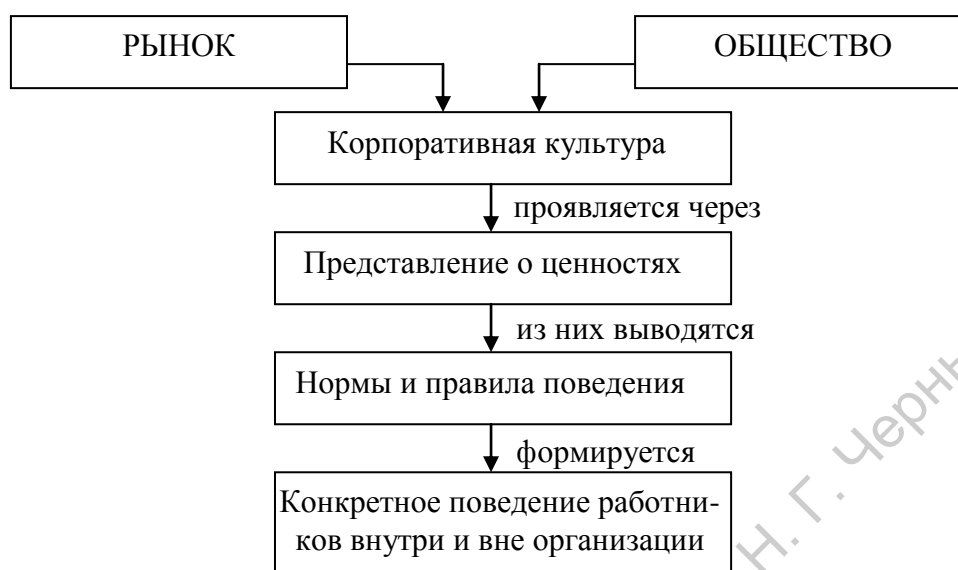 РЫНОК
ОБЩЕСТВО
Корпоративная культура
проявляется через
Представление о ценностях
из них выводятся
Нормы и правила поведения
формируется
Конкретное поведение работни-
ков внутри и вне организации
Н. Г. Черны